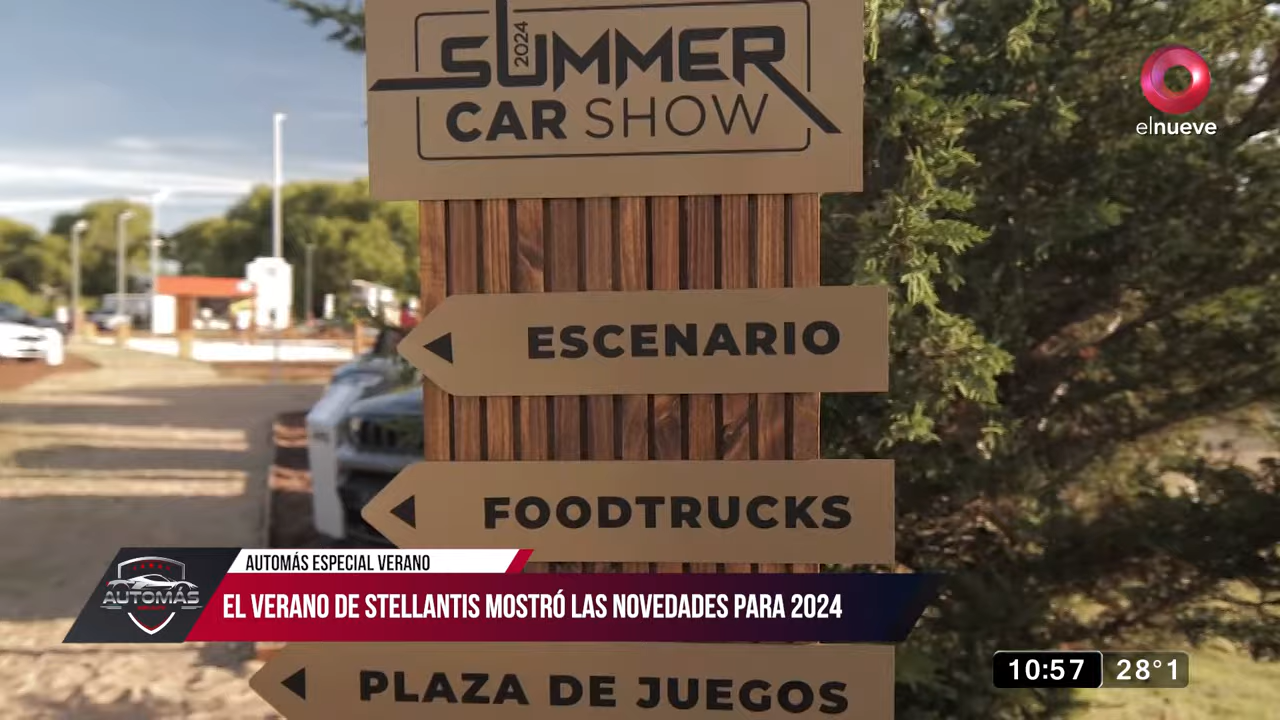 2024
SUMMER
CAR SHOW
elnueve
ESCENARIO
FOODTRUCKS
AUTOMÁS ESPECIAL VERANO
AUTOMÁS
EL VERANO DE STELLANTIS MOSTRÓ LAS NOVEDADES PARA 2024
10:57 28°1
PLAZA DE JUEGOS